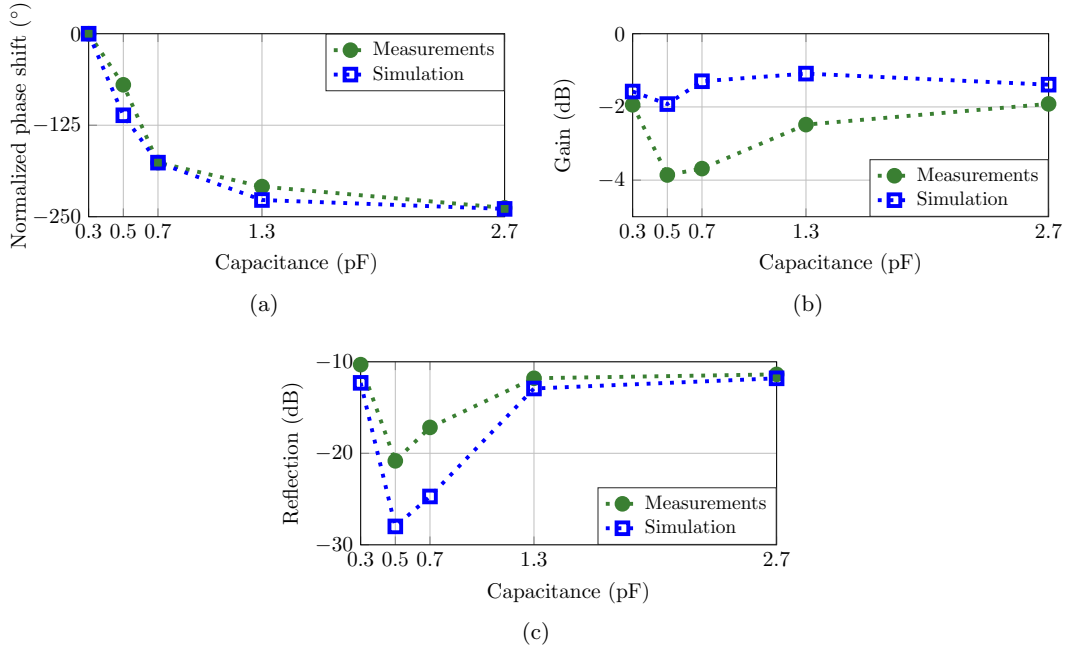 Normalized phase shift (°)
0
−125
−250
0.3 0.5 0.7 1.3 2.7
Capacitance (pF)
Measurements
Simulation
(a)
Gain (dB)
0
−2
−4
0.3 0.5 0.7 1.3 2.7
Capacitance (pF)
Measurements
Simulation
(b)
Reflection (dB)
−10
−20
−30
0.3 0.5 0.7 1.3 2.7
Capacitance (pF)
Measurements
Simulation
(c)